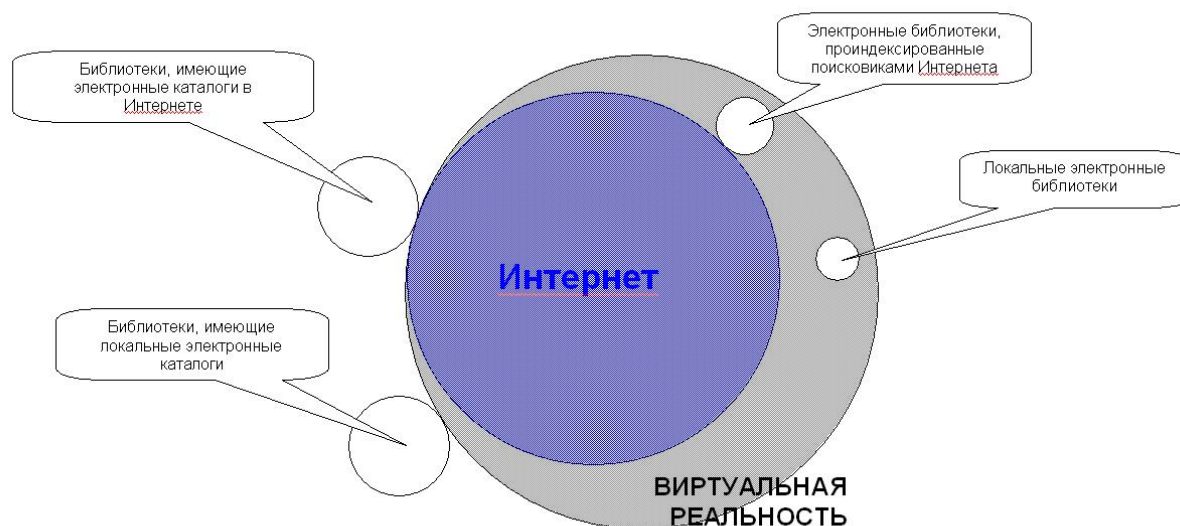 Библиотеки, имеющие
электронные каталоги в
Интернете
Электронные библиотеки,
проиндексированные
поисковиками Интернета
Локальные электронные
библиотеки
Интернет
Библиотеки, имеющие
локальные электронные
каталоги
ВИРТУАЛЬНАЯ
РЕАЛЬНОСТЬ